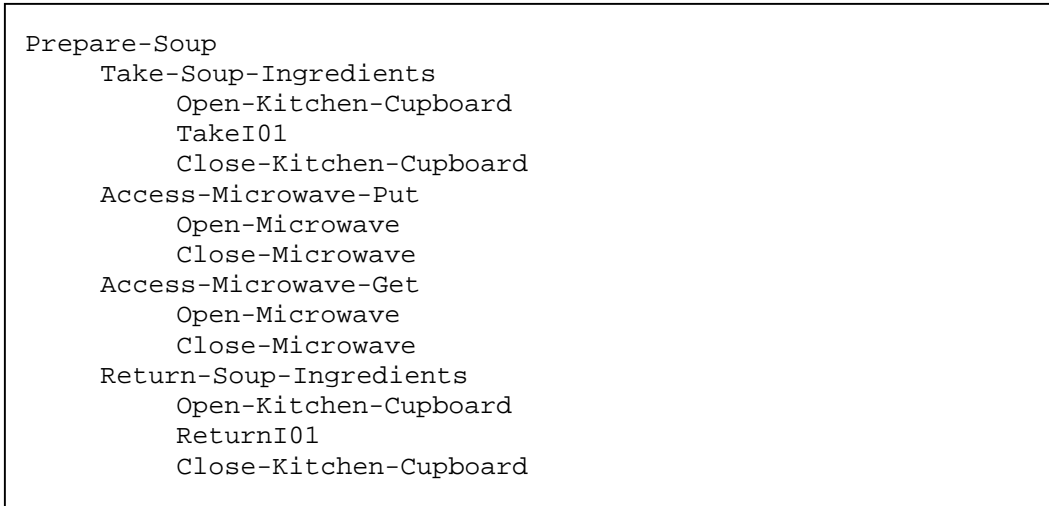 Prepare-Soup
Take-Soup-Ingredients
Open-Kitchen-Cupboard
TakeI01
Close-Kitchen-Cupboard
Access-Microwave-Put
Open-Microwave
Close-Microwave
Access-Microwave-Get
Open-Microwave
Close-Microwave
Return-Soup-Ingredients
Open-Kitchen-Cupboard
ReturnI01
Close-Kitchen-Cupboard